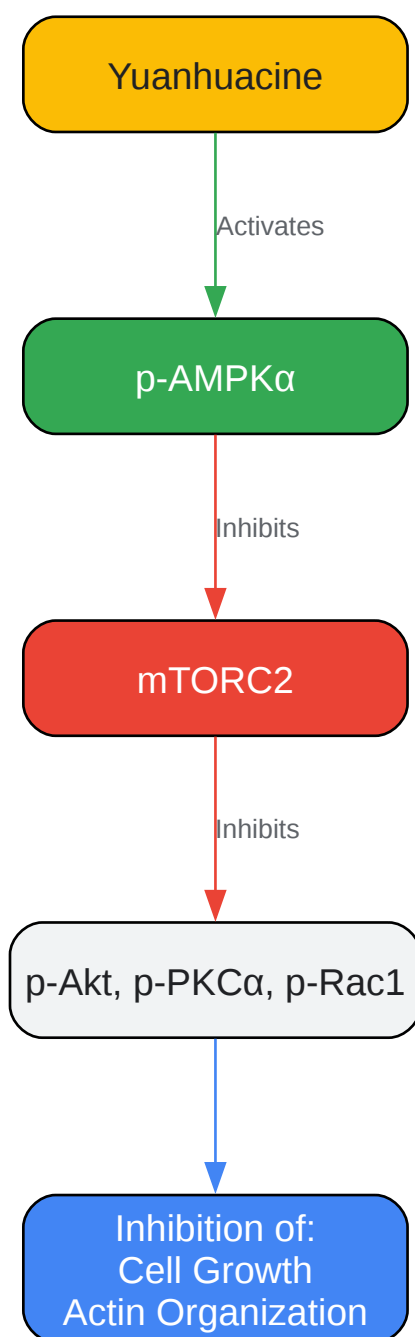 Yuanhuacine
Activates
p-AMPKα
Inhibits
mTORC2
Inhibits
p-Akt, p-PKCα, p-Rac1
Inhibition of:
Cell Growth
Actin Organization